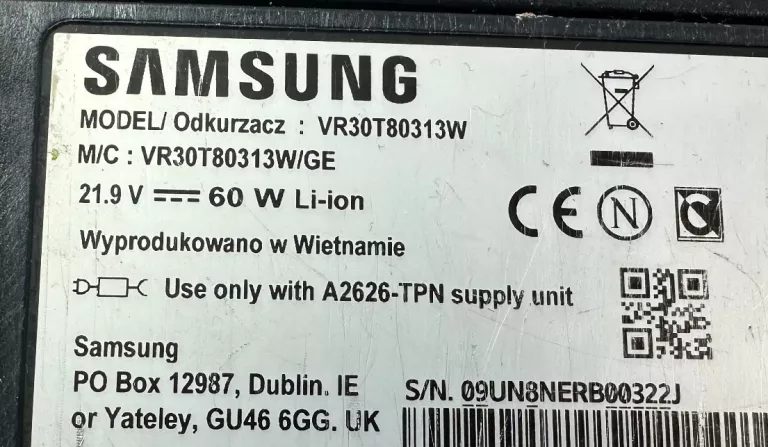 SAMSUNG
MODEL/ Odkurzacz : VR30T80313W
M/C : VR30T80313W/GE
21.9 V 60 W Li-ion
CE N C
Wyprodukowano w Wietnamie
Use only with A2626-TPN supply unit
Samsung
PO Box 12987, Dublin. IE
or Yateley, GU46 6GG. UK
S/N. 09UN8NERB00322J